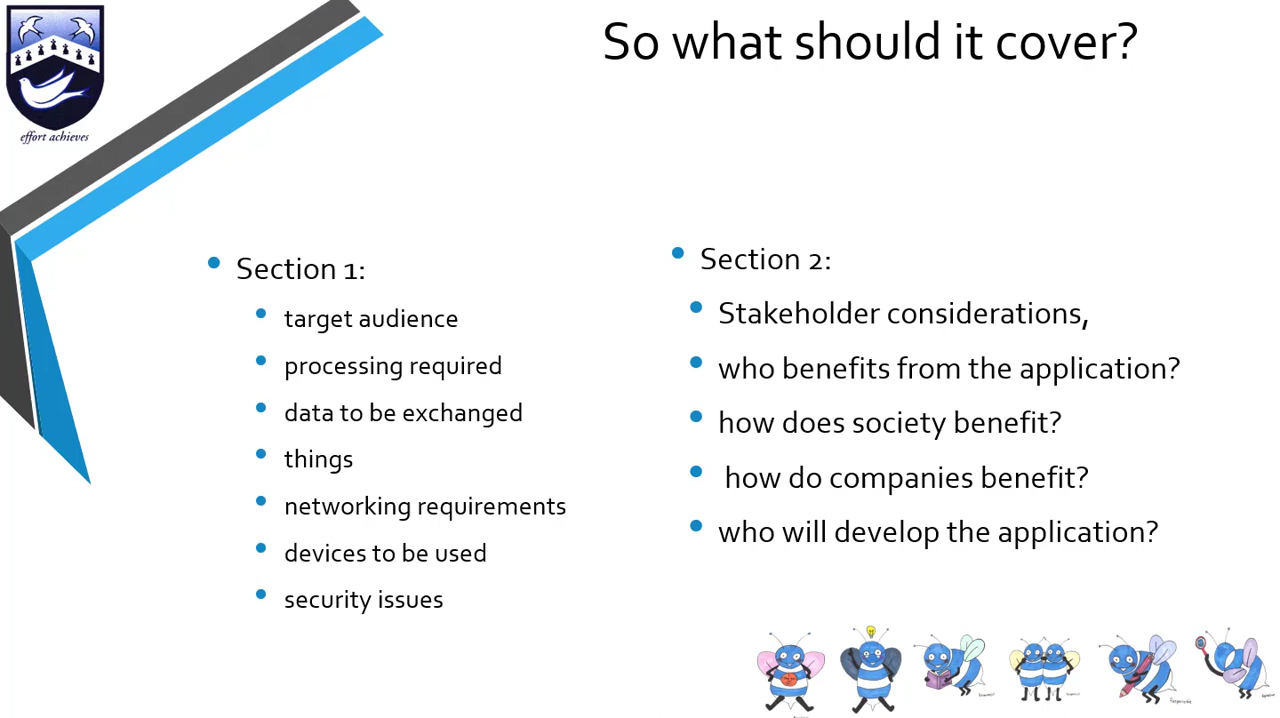 effort achieves
So what should it cover?
Section 1:
target audience
processing required
data to be exchanged
things
networking requirements
devices to be used
security issues
Section 2:
Stakeholder considerations,
who benefits from the application?
how does society benefit?
how do companies benefit?
who will develop the application?